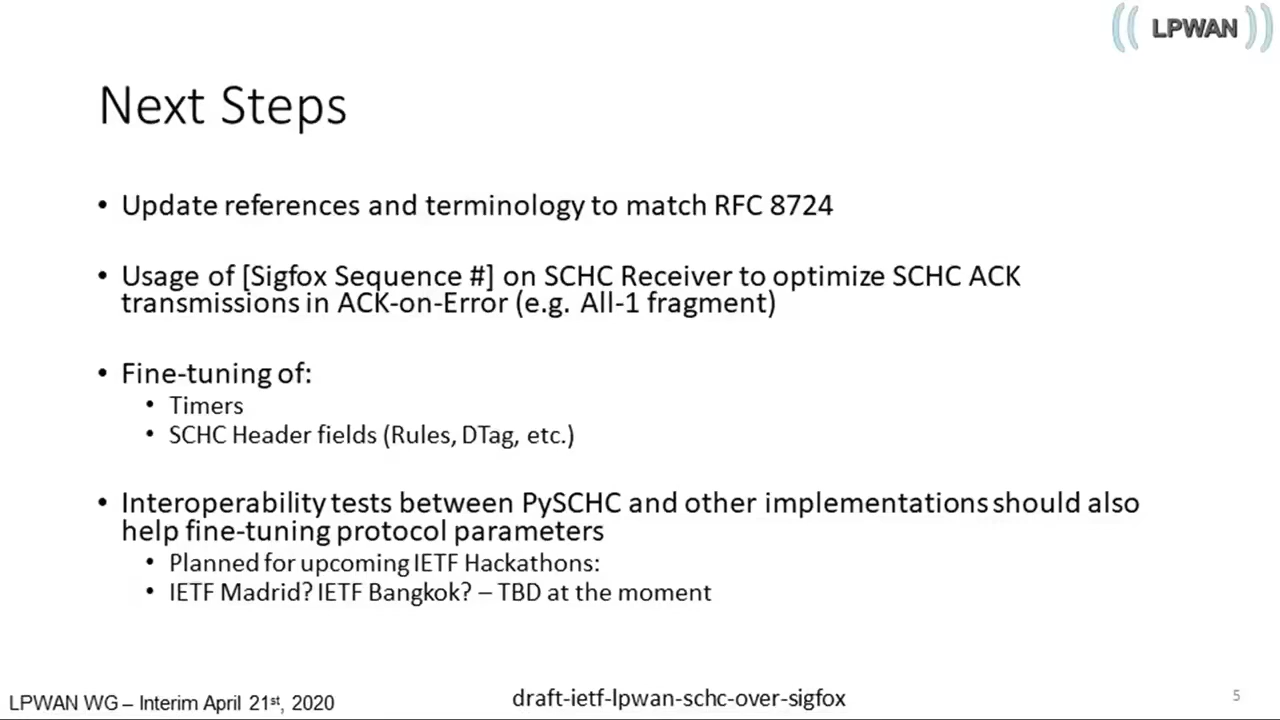 LPWAN
Next Steps
• Update references and terminology to match RFC 8724
• Usage of [Sigfox Sequence #] on SCHC Receiver to optimize SCHC ACK
transmissions in ACK-on-Error (e.g. All-1 fragment)
• Fine-tuning of:
• Timers
• SCHC Header fields (Rules, DTag, etc.)
• Interoperability tests between PySCHC and other implementations should also
help fine-tuning protocol parameters
• Planned for upcoming IETF Hackathons:
• IETF Madrid? IETF Bangkok? – TBD at the moment
LPWAN WG – Interim April 21st, 2020
draft-ietf-lpwan-schc-over-sigfox
5